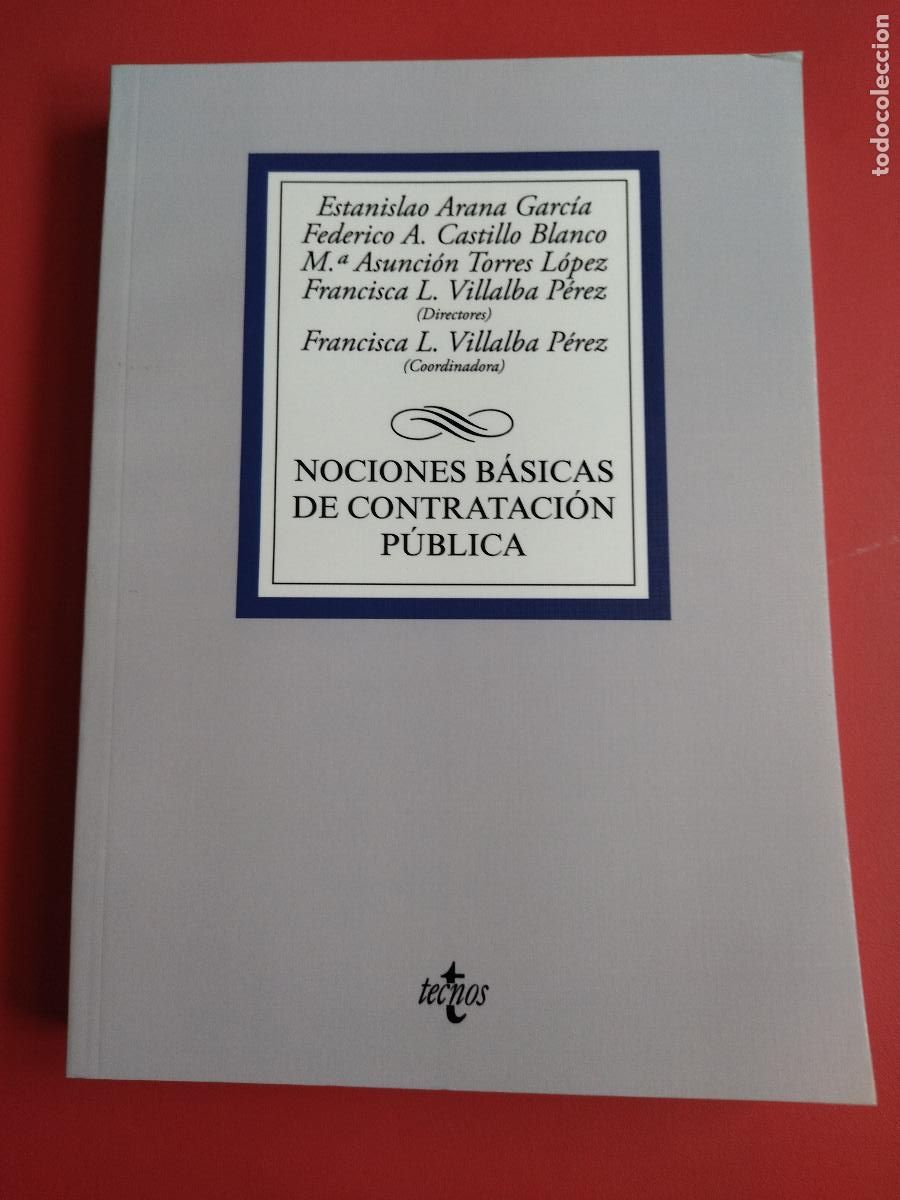 Estanislao Arana García
Federico A. Castillo Blanco
M.ª Asunción Torres López
Francisca L. Villalba Pérez
(Directores)
Francisca L. Villalba Pérez
(Coordinadora)
NOCIONES BÁSICAS
DE CONTRATACIÓN
PÚBLICA
tecnos
todocoleccion